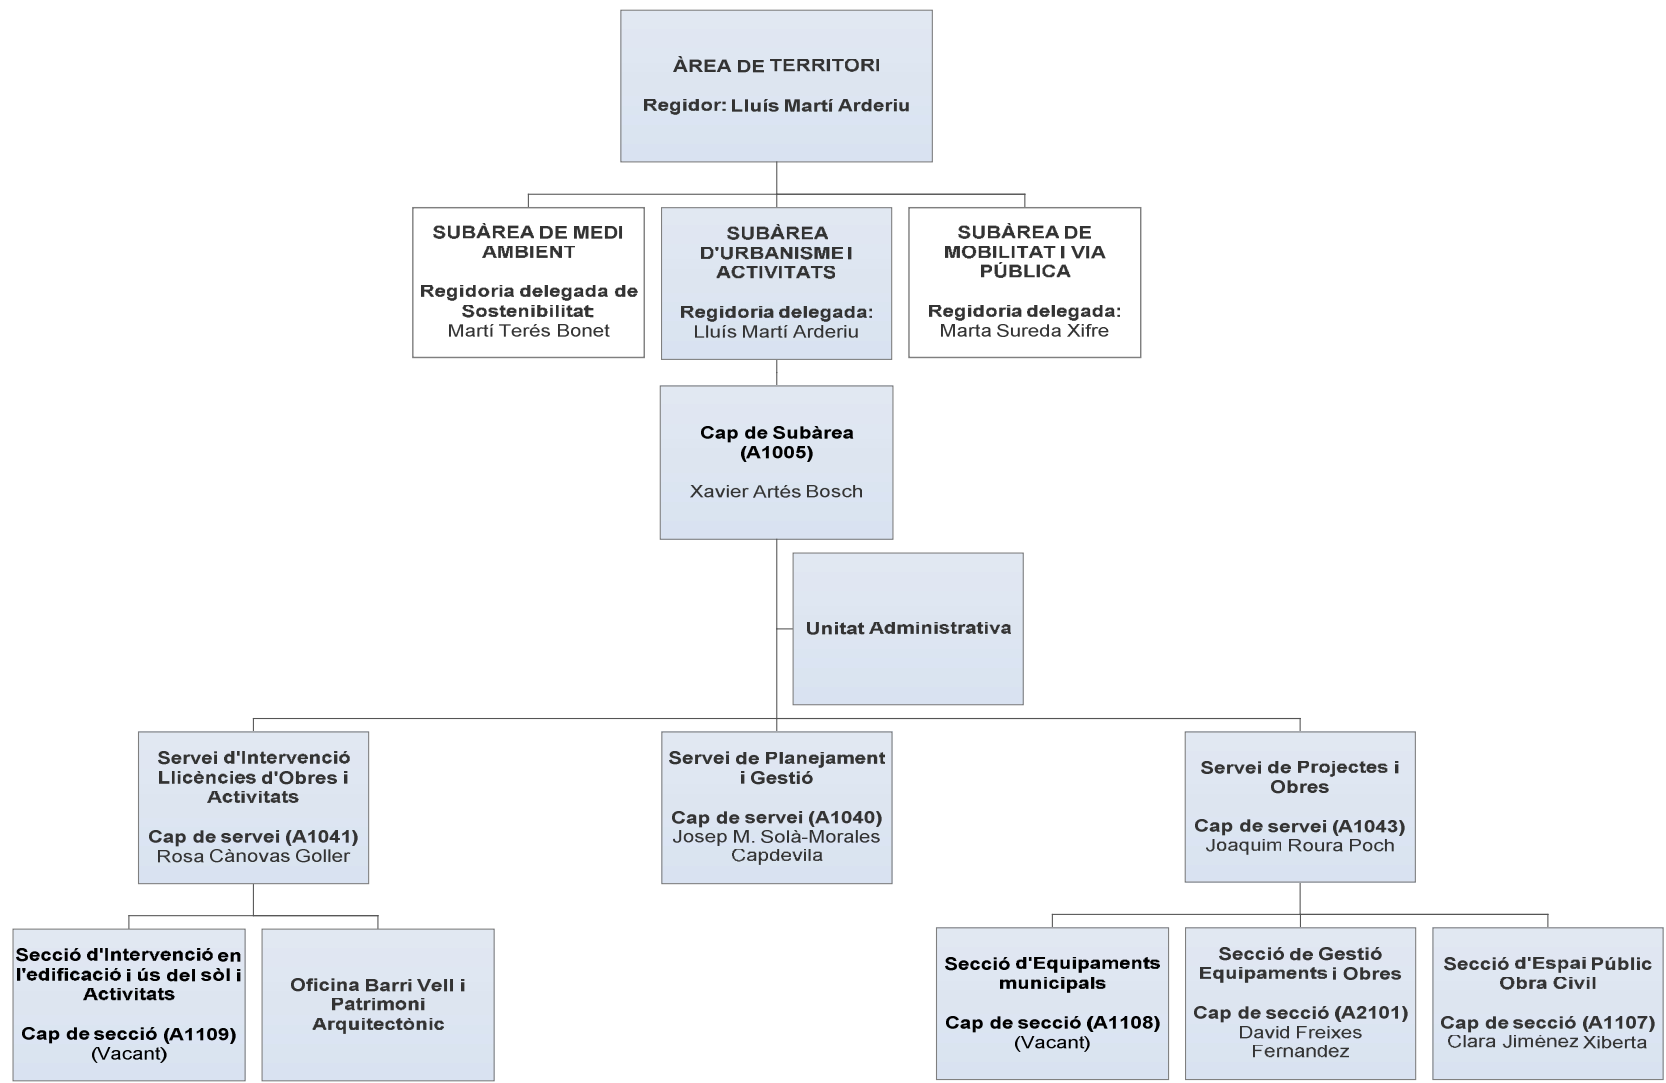 ÀREA DE TERRITORI
Regidor: Lluís Martí Arderiu
SUBÀREA DE MEDI
AMBIENT
Regidoria delegada de
Sostenibilitat:
Martí Terés Bonet
SUBÀREA
D'URBANISME I
ACTIVITATS
Regidoria delegada:
Lluís Martí Arderiu
SUBÀREA DE
MOBILITAT I VIA
PÚBLICA
Regidoria delegada:
Marta Sureda Xifre
Cap de Subàrea
(A1005)
Xavier Artés Bosch
Unitat Administrativa
Servei d'Intervenció
Llicències d'Obres i
Activitats
Cap de servei (A1041)
Rosa Cànovas Goller
Servei de Planejament
i Gestió
Cap de servei (A1040)
Josep M. Solà-Morales
Capdevila
Servei de Projectes i
Obres
Cap de servei (A1043)
Joaquim Roura Poch
Secció d'Intervenció en
l'edificació i ús del sòl i
Activitats
Cap de secció (A1109)
(Vacant)
Oficina Barri Vell i
Patrimoni
Arquitectònic
Secció d'Equipaments
municipals
Cap de secció (A1108)
(Vacant)
Secció de Gestió
Equipaments i Obres
Cap de secció (A2101)
David Freixes
Fernandez
Secció d'Espai Públic
Obra Civil
Cap de secció (A1107)
Clara Jiménez Xiberta